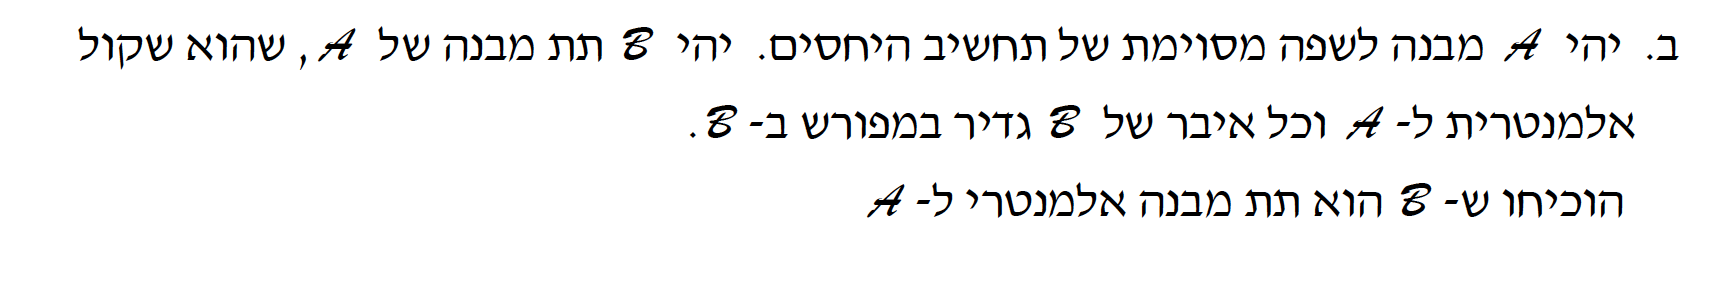 ב. יהי 𝓐 מבנה לשפה מסוימת של תחשיב היחסים. יהי 𝓑 תת מבנה של 𝓐, שהוא שקול
אלמנטרית ל- 𝓐 וכל איבר של 𝓑 גדיר במפורש ב- 𝓑.
הוכיחו ש- 𝓑 הוא תת מבנה אלמנטרי ל- 𝓐